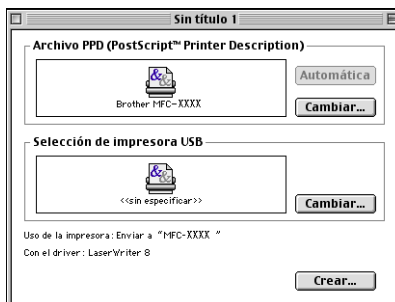 Sin título 1
Archivo PPD (PostScript™ Printer Description)
Automática
Brother MFC-XXXX
Cambiar...
Selección de impresora USB
<<sin especificar>>
Cambiar...
Uso de la impresora: Enviar a “MFC-XXXX ”
Con el driver: LaserWriter 8
Crear...